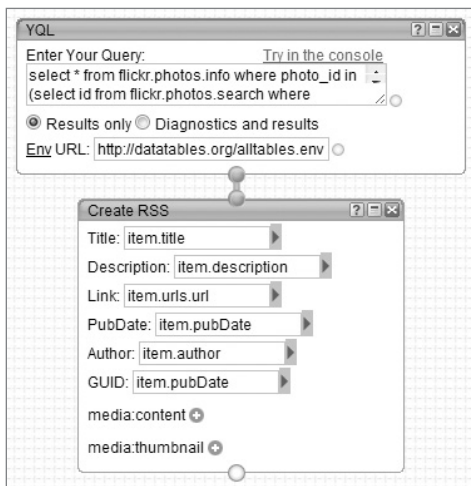 YQL
Enter Your Query: Try in the console
select * from flickr.photos.info where photo_id in
(select id from flickr.photos.search where
Results only Diagnostics and results
Env URL: http://datatables.org/alltables.env
Create RSS
Title: item.title
Description: item.description
Link: item.urls.url
PubDate: item.pubDate
Author: item.author
GUID: item.pubDate
media:content
media:thumbnail